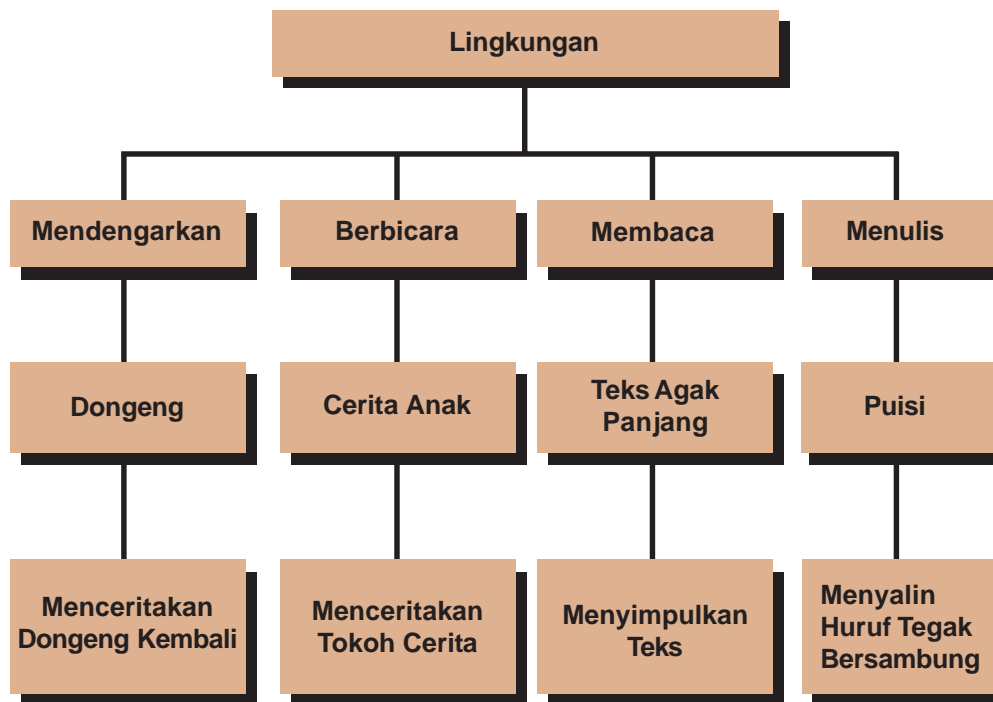 Lingkungan
Mendengarkan
Berbicara
Membaca
Menulis
Dongeng
Cerita Anak
Teks Agak
Panjang
Puisi
Menceritakan
Dongeng Kembali
Menceritakan
Tokoh Cerita
Menyimpulkan
Teks
Menyalin
Huruf Tegak
Bersambung